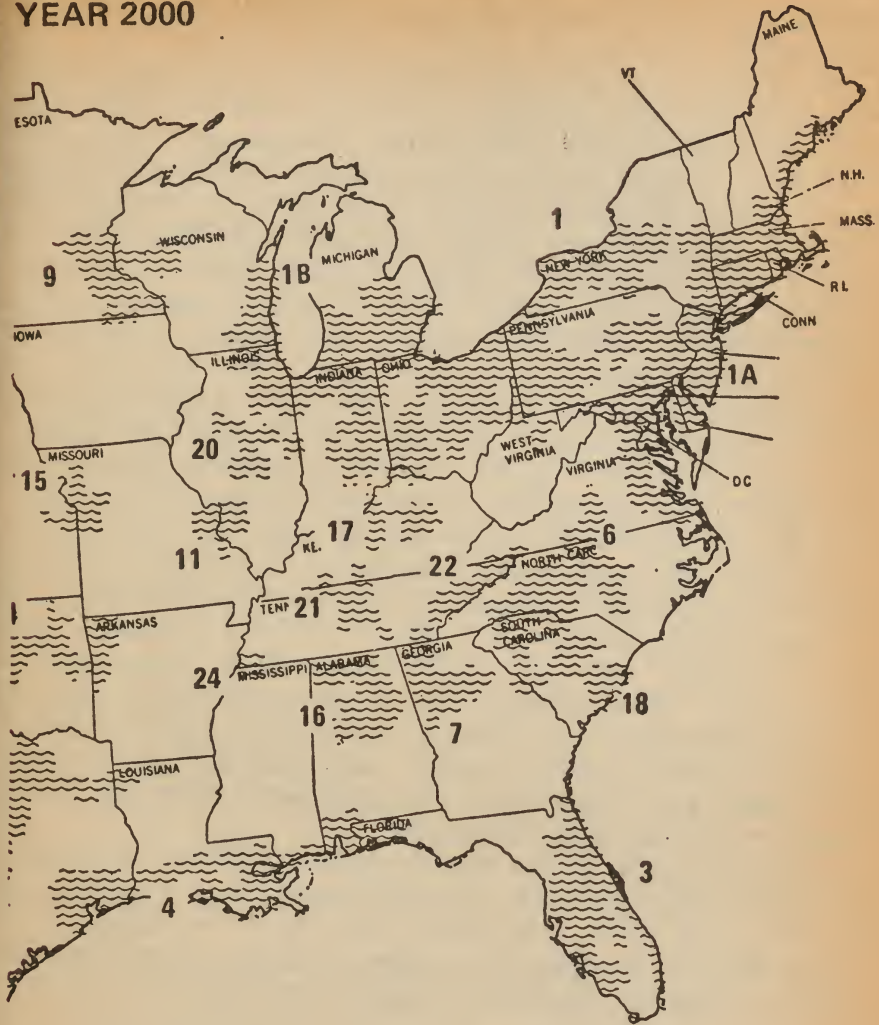 YEAR 2000
MAINE
VT
ESOTA
N.H.
WISCONSIN
1
MASS.
9
1B
MICHIGAN
NEW YORK
R I.
IOWA
PENNSYLVANIA
CONN
ILLINOIS
INDIANA
OHIO
1A
20
WEST
VIRGINIA
VIRGINIA
MISSOURI
15
DC
11
KE.
17
6
22
NORTH CARC
TENN
21
ARKANSAS
SOUTH
CAROLINA
GEORGIA
24
MISSISSIPPI
ALABAMA
16
18
7
LOUISIANA
FLORIDA
3
4